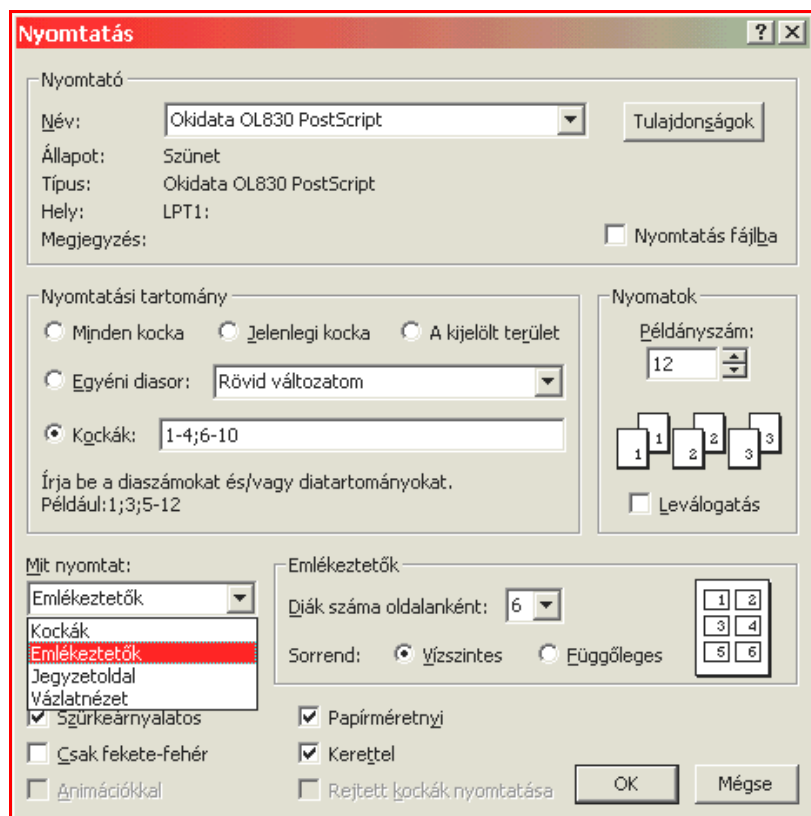 Nyomtatás
Nyomtató
Név: Okidata OL830 PostScript Tulajdonságok
Állapot: Szünet
Típus: Okidata OL830 PostScript
Hely: LPT1:
Megjegyzés: Nyomtatás fájlba
Nyomtatási tartomány
Minden kocka Jelenlegi kocka A kijelölt terület
Egyéni diasor: Rövid változatom
Kockák: 1-4;6-10
Írja be a diaszámokat és/vagy diatartományokat.
Például:1;3;5-12
Nyomatok
Példányszám:
12
1 1 2 2 3 3
Leválogatás
Mit nyomtat:
Emlékeztetők
Kockák
Emlékeztetők
Jegyzetoldal
Vázlatnézet
Emlékeztetők
Diák száma oldalanként: 6
Sorrend: Vízszintes Függőleges
1 2
3 4
5 6
Szürkeárnyalatos Papírméretnyi
Csak fekete-fehér Kerettel
Animációkkal Rejtett kockák nyomtatása
OK Mégse